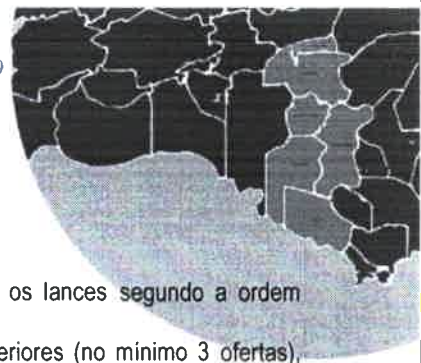 os lances segundo a ordem
eriores (no mínimo 3 ofertas),